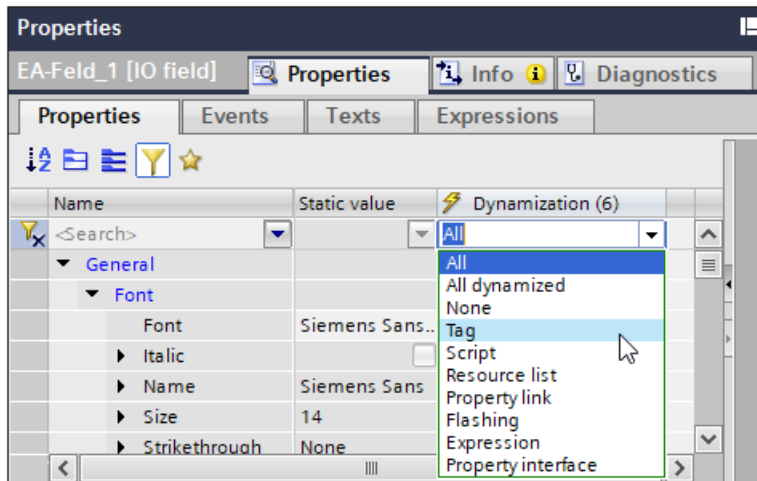 Properties
EA-Feld_1 [IO field] Properties Info Diagnostics
Properties Events Texts Expressions
Name Static value Dynamization (6)
<Search> All
General All
Font All dynamized
None
Font Siemens Sans.. Tag
Italic Script
Resource list
Name Siemens Sans Property link
Size 14 Flashing
Strikethrough None Expression
Property interface